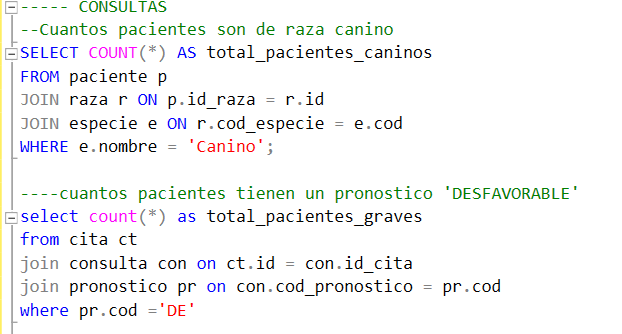 ----- CONSULTAS
--Cuantos pacientes son de raza canino
SELECT COUNT(*) AS total_pacientes_caninos
FROM paciente p
JOIN raza r ON p.id_raza = r.id
JOIN especie e ON r.cod_especie = e.cod
WHERE e.nombre = 'Canino';
----cuantos pacientes tienen un pronostico 'DESFAVORABLE'
select count(*) as total_pacientes_graves
from cita ct
join consulta con on ct.id = con.id_cita
join pronostico pr on con.cod_pronostico = pr.cod
where pr.cod ='DE'